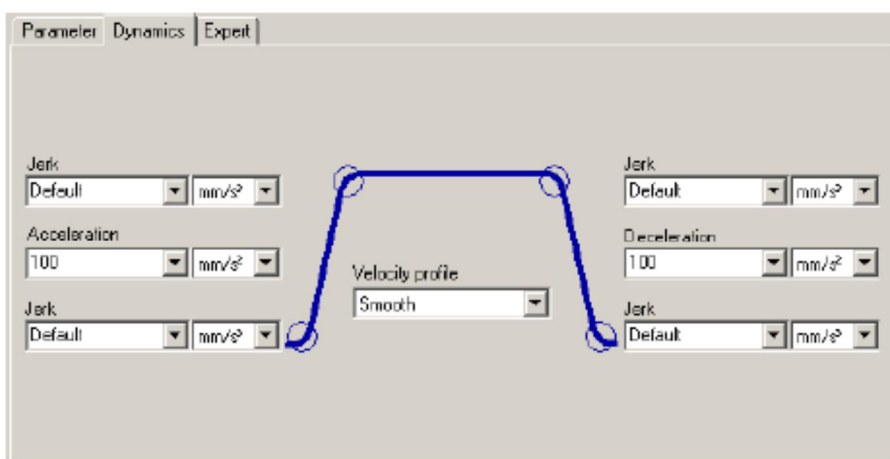 Parameter Dynamics Expert
Jerk
Default mm/s³
Acceleration
100 mm/s²
Jerk
Default mm/s³
Velocity profile
Smooth
Jerk
Default mm/s³
Deceleration
100 mm/s²
Jerk
Default mm/s³